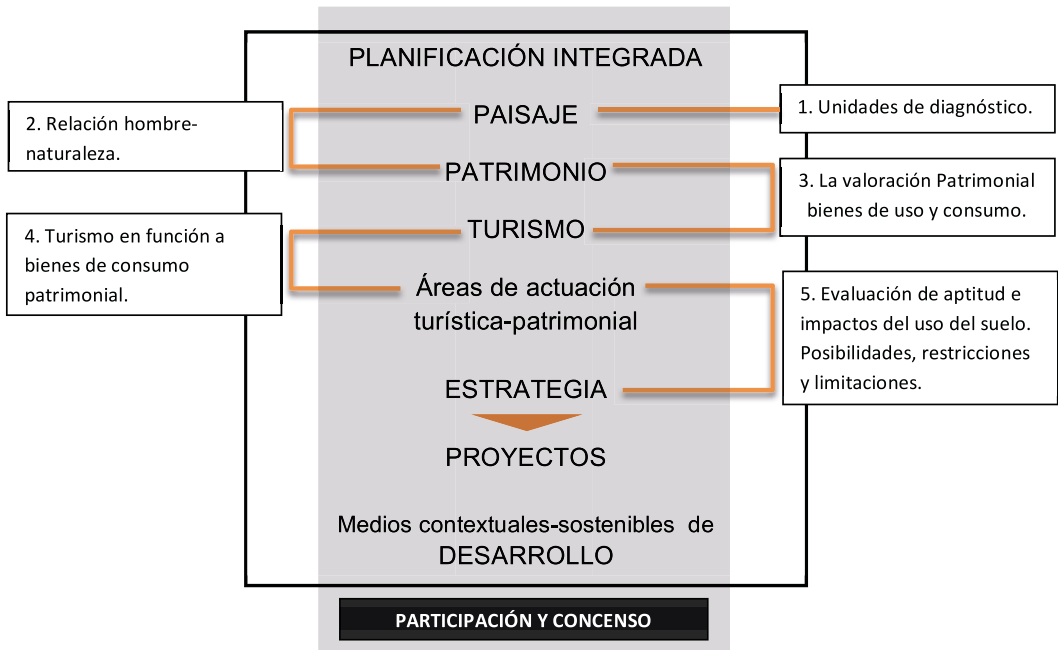 PLANIFICACIÓN INTEGRADA
PAISAJE
1. Unidades de diagnóstico.
2. Relación hombre-
naturaleza.
PATRIMONIO
3. La valoración Patrimonial
bienes de uso y consumo.
TURISMO
4. Turismo en función a
bienes de consumo
patrimonial.
Áreas de actuación
turística-patrimonial
5. Evaluación de aptitud e
impactos del uso del suelo.
Posibilidades, restricciones
y limitaciones.
ESTRATEGIA
PROYECTOS
Medios contextuales-sostenibles de
DESARROLLO
PARTICIPACIÓN Y CONCENSO